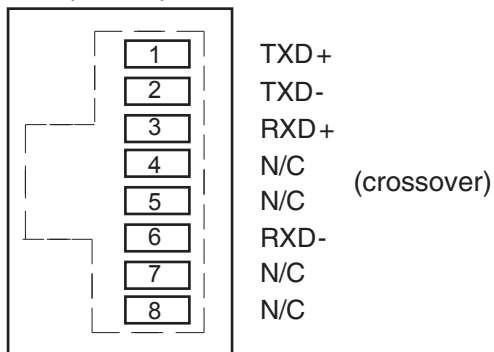 1 TXD+
2 TXD-
3 RXD+
4 N/C
(crossover)
5 N/C
6 RXD-
7 N/C
8 N/C